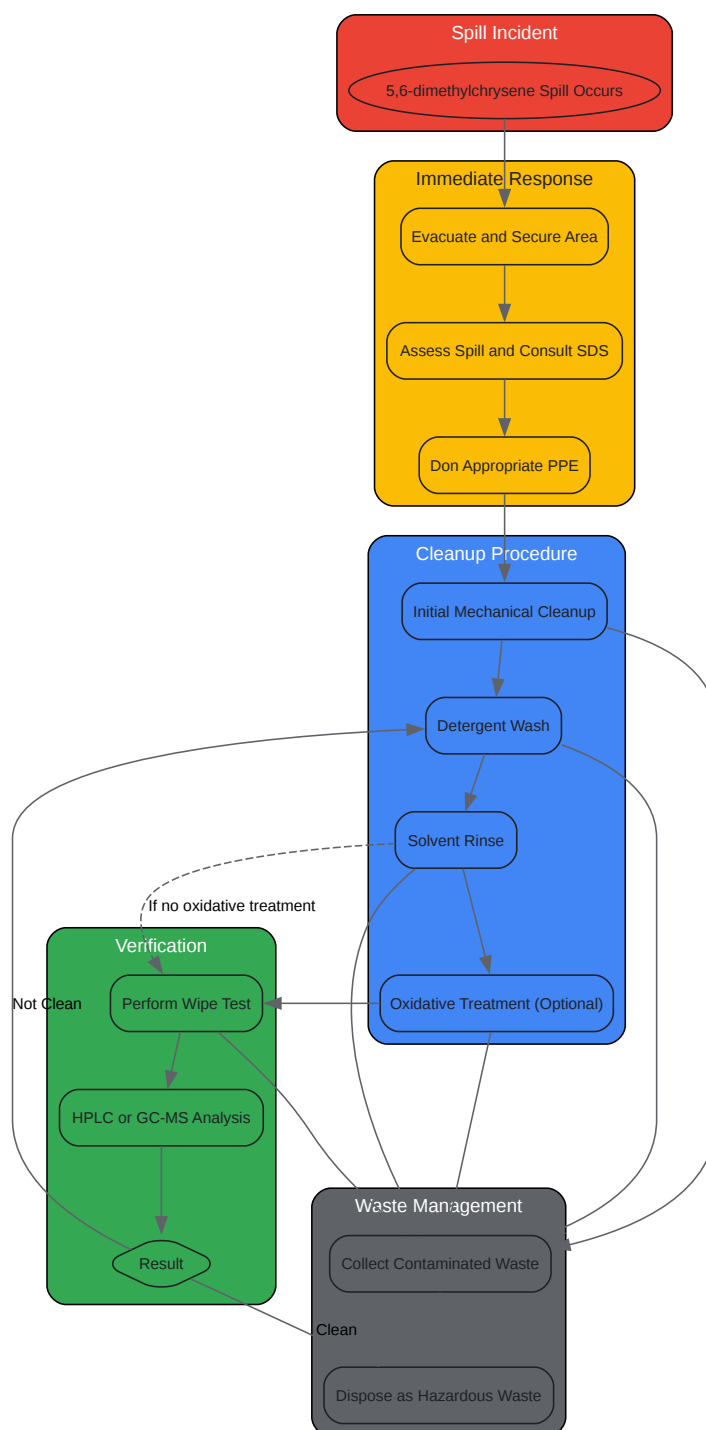 Spill Incident
5,6-dimethylchrysene Spill Occurs
Immediate Response
Evacuate and Secure Area
Assess Spill and Consult SDS
Don Appropriate PPE
Cleanup Procedure
Initial Mechanical Cleanup
Detergent Wash
Solvent Rinse
If no oxidative treatment
Verification
Not Clean
Perform Wipe Test
Oxidative Treatment (Optional)
HPLC or GC-MS Analysis
Waste Management
Result
Collect Contaminated Waste
Clean
Dispose as Hazardous Waste